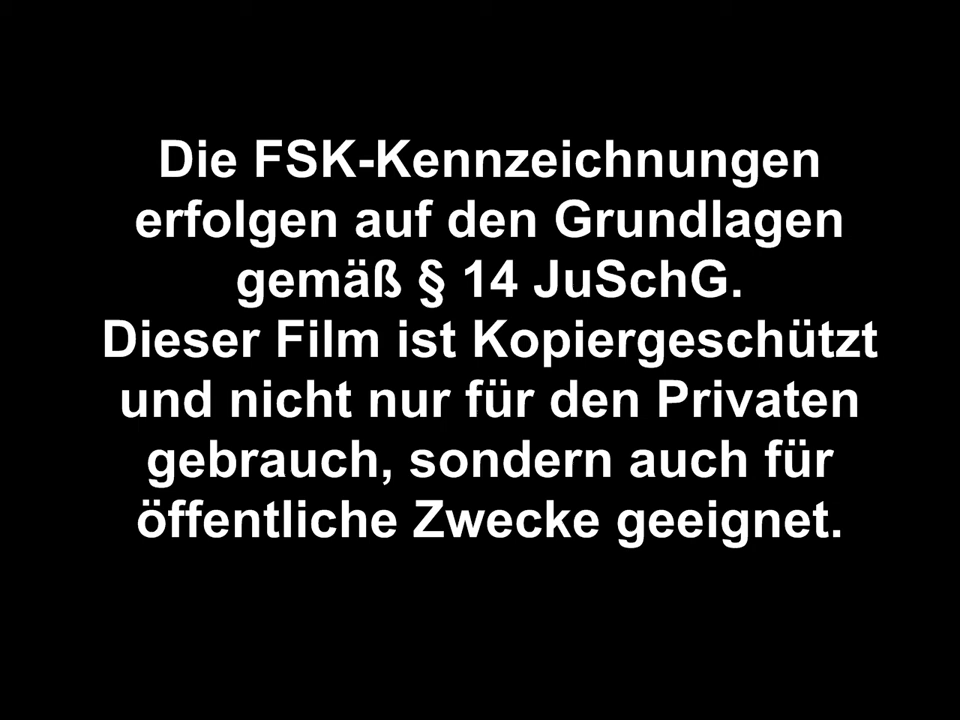 Die FSK-Kennzeichnungen
erfolgen auf den Grundlagen
gemäß § 14 JuSchG.
Dieser Film ist Kopiergeschützt
und nicht nur für den Privaten
gebrauch, sondern auch für
öffentliche Zwecke geeignet.